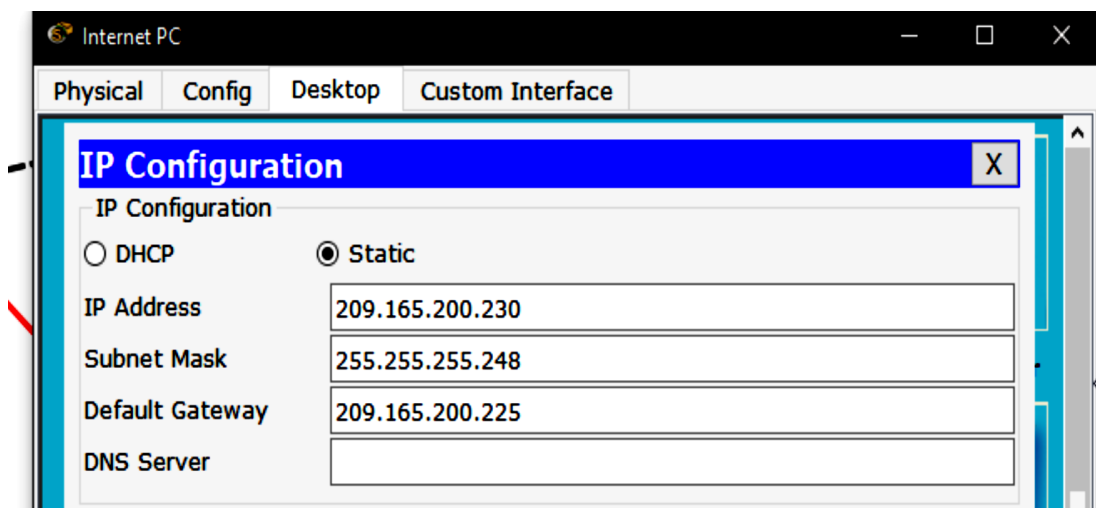 Internet PC
Physical Config Desktop Custom Interface
IP Configuration X
IP Configuration
DHCP Static
IP Address 209.165.200.230
Subnet Mask 255.255.255.248
Default Gateway 209.165.200.225
DNS Server